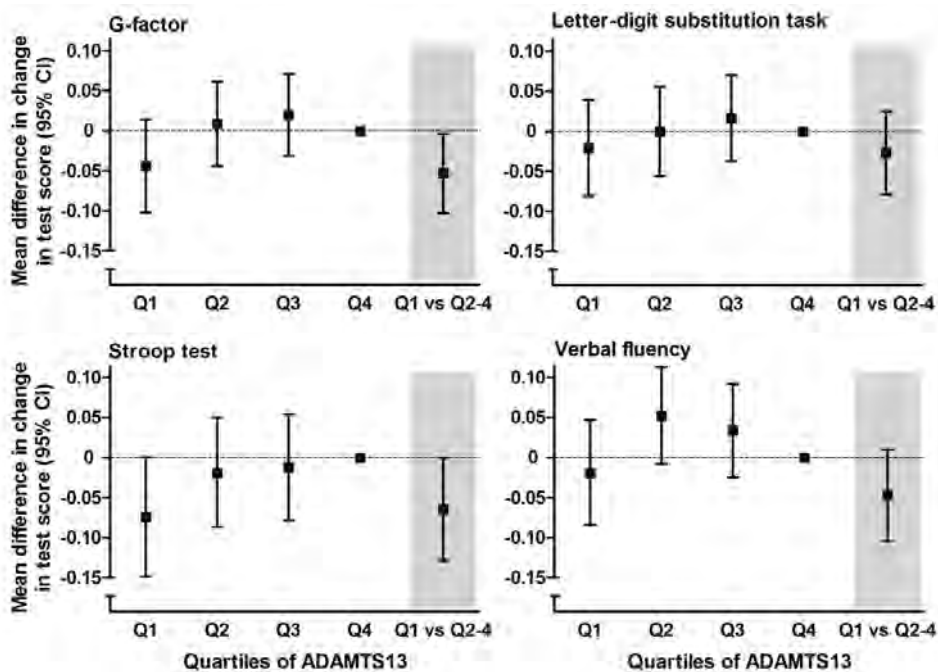 G-factor
Mean difference in change
in test score (95% CI)
0.10
0.05
0
-0.05
-0.10
-0.15
Q1 Q2 Q3 Q4 Q1 vs Q2-4
Letter-digit substitution task
0.10
0.05
0
-0.05
-0.10
-0.15
Q1 Q2 Q3 Q4 Q1 vs Q2-4
Stroop test
Mean difference in change
in test score (95% CI)
0.10
0.05
0
-0.05
-0.10
-0.15
Q1 Q2 Q3 Q4 Q1 vs Q2-4
Quartiles of ADAMTS13
Verbal fluency
0.10
0.05
0
-0.05
-0.10
-0.15
Q1 Q2 Q3 Q4 Q1 vs Q2-4
Quartiles of ADAMTS13